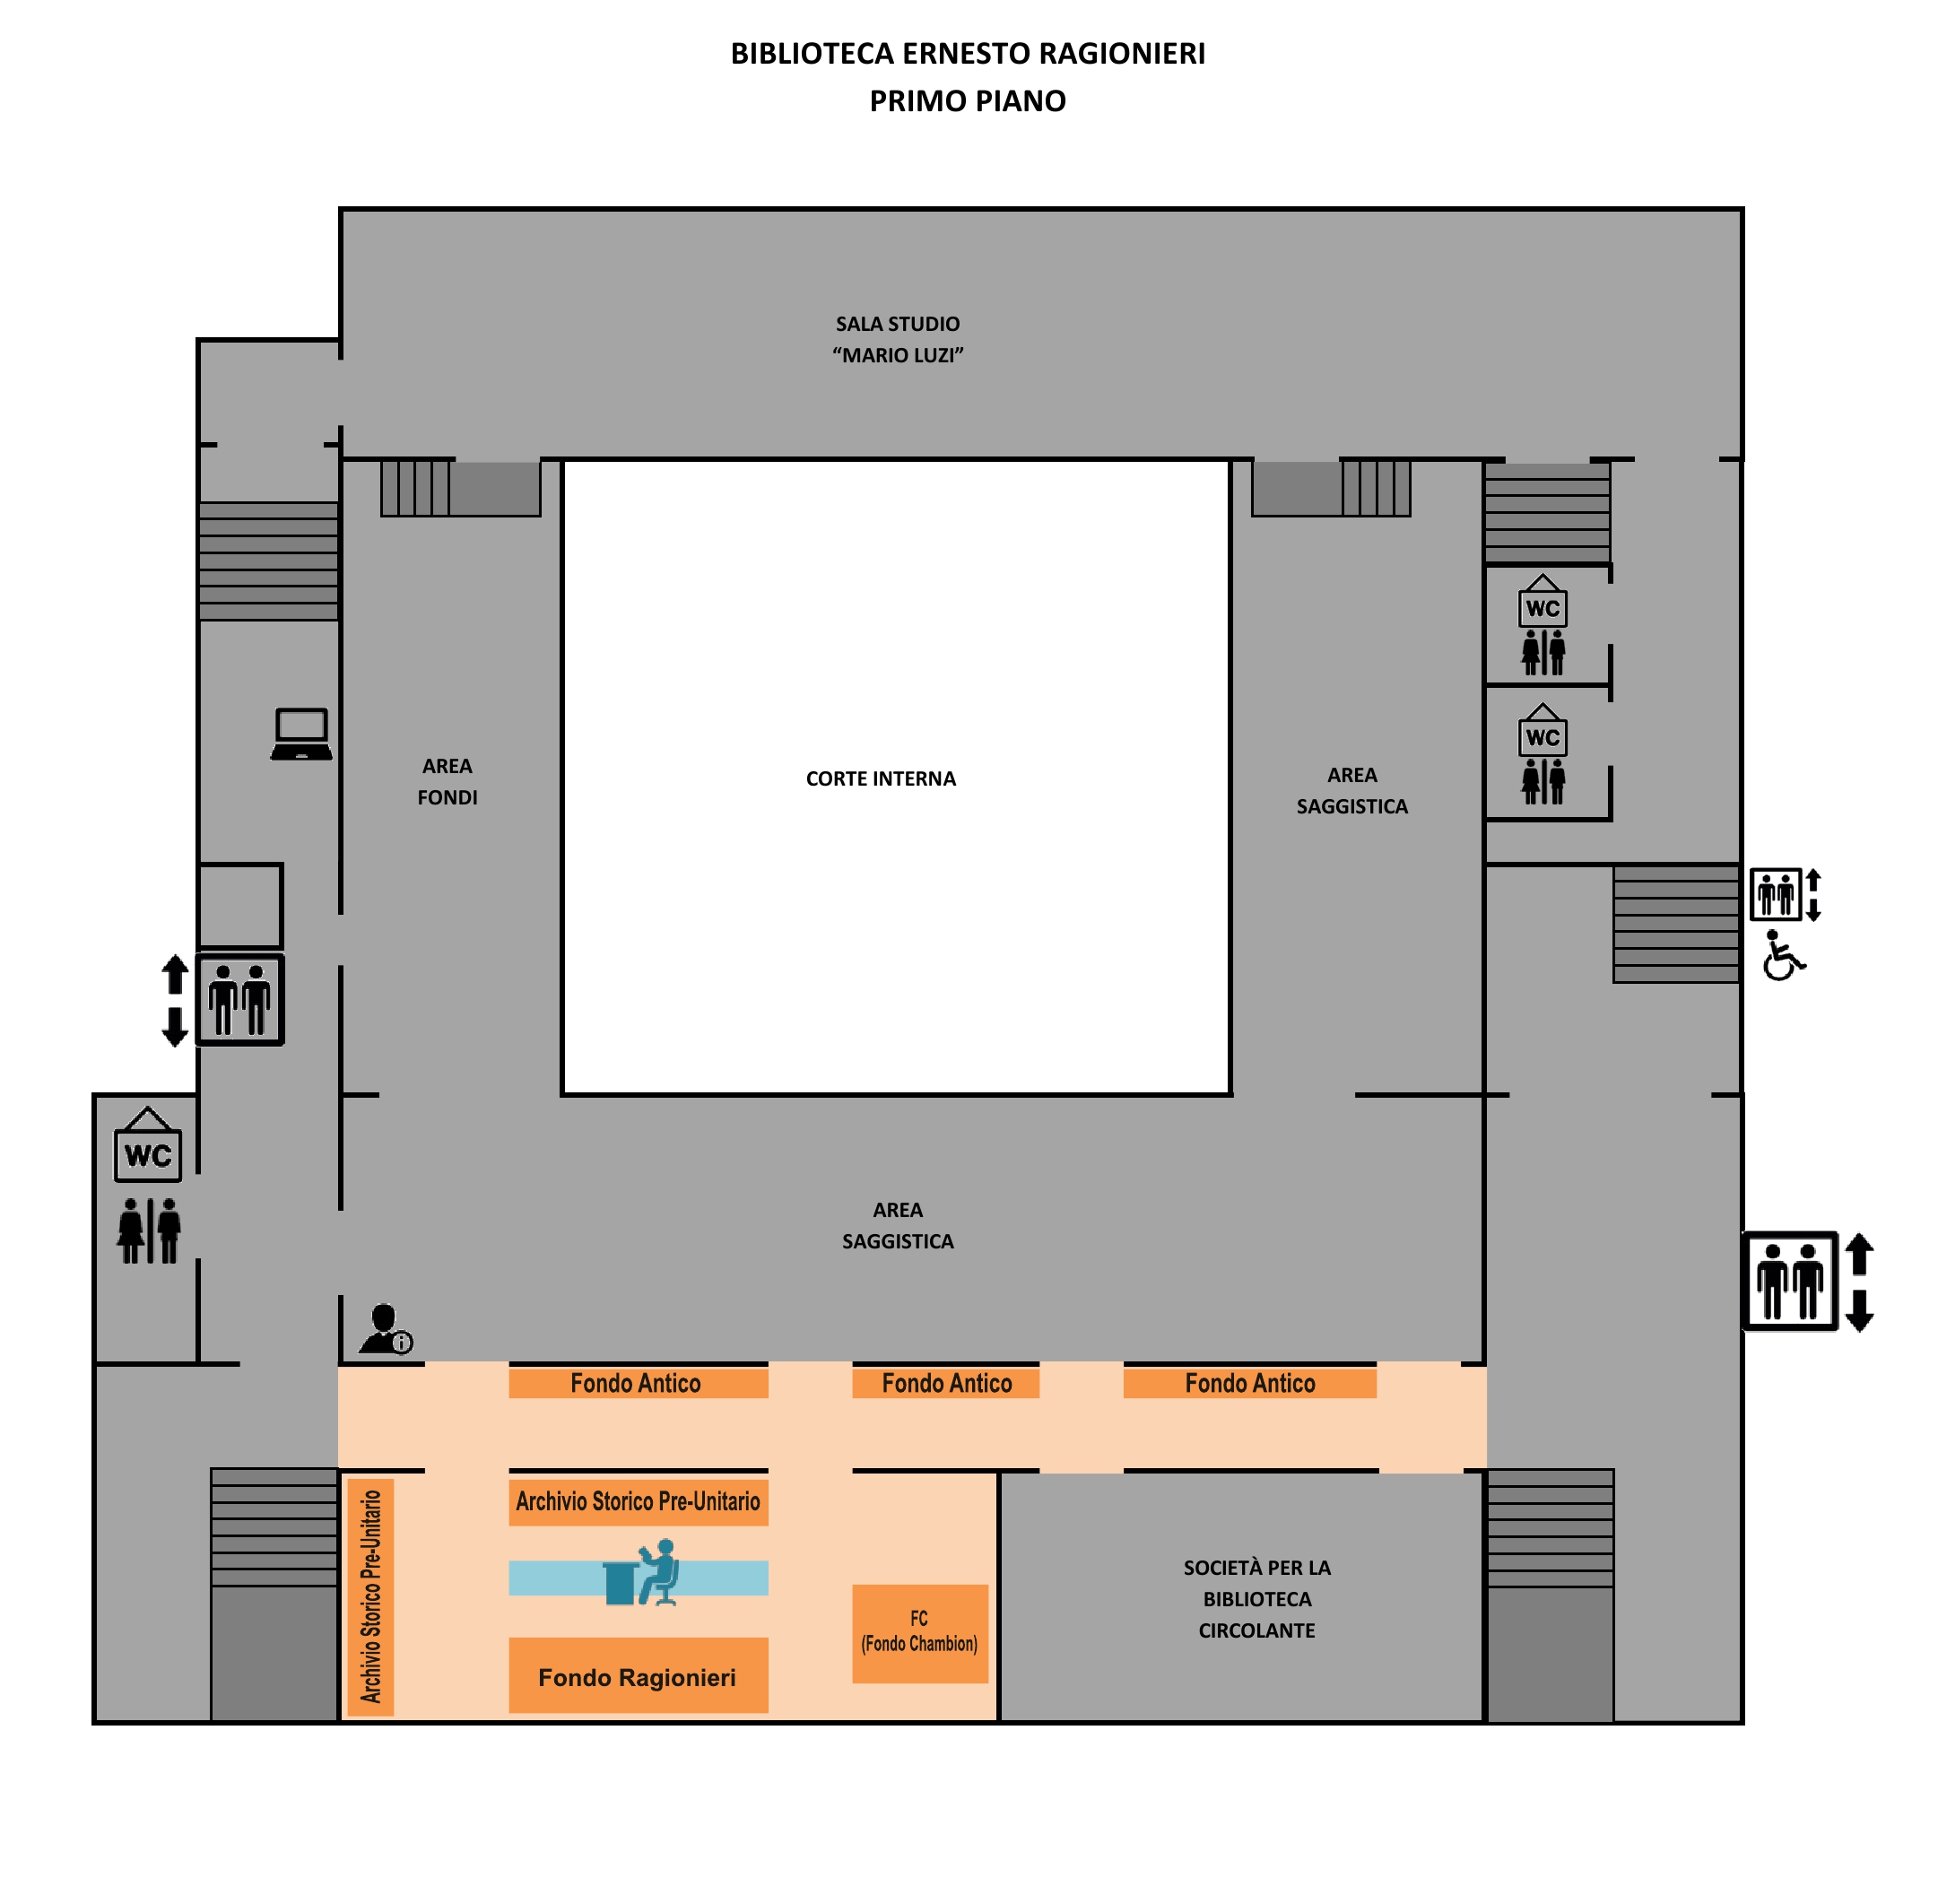 BIBLIOTECA ERNESTO RAGIONIERI
PRIMO PIANO
SALA STUDIO
“MARIO LUZI”
WC
WC
AREA
FONDI
CORTE INTERNA
AREA
SAGGISTICA
WC
AREA
SAGGISTICA
i
Fondo Antico
Fondo Antico
Fondo Antico
Archivio Storico Pre-Unitario
Archivio Storico Pre-Unitario
FC
(Fondo Chambion)
Fondo Ragionieri
SOCIETÀ PER LA
BIBLIOTECA
CIRCOLANTE